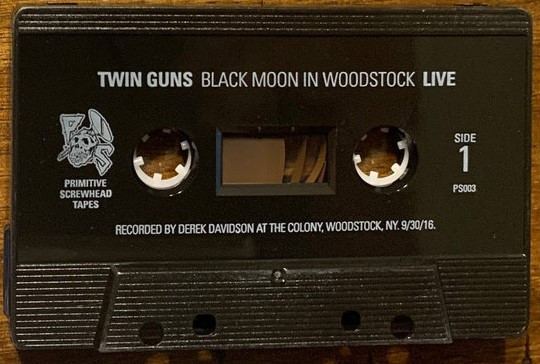 TWIN GUNS BLACK MOON IN WOODSTOCK LIVE
P S
PRIMITIVE
SCREWHEAD
TAPES
SIDE
1
PS003
RECORDED BY DEREK DAVIDSON AT THE COLONY, WOODSTOCK, NY. 9/30/16.